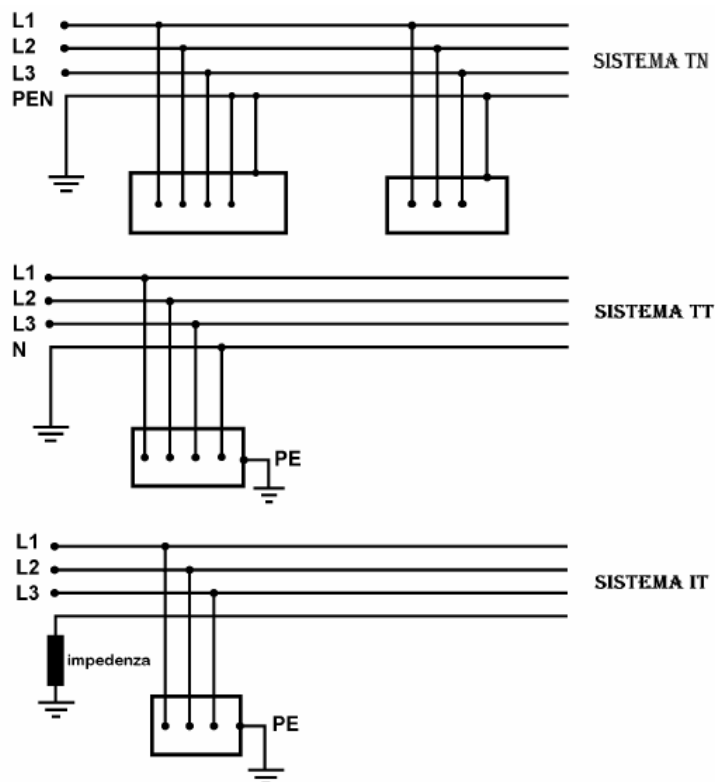 L1
L2
L3
PEN
SISTEMA TN
L1
L2
L3
N
PE
SISTEMA TT
L1
L2
L3
impedenza
PE
SISTEMA IT